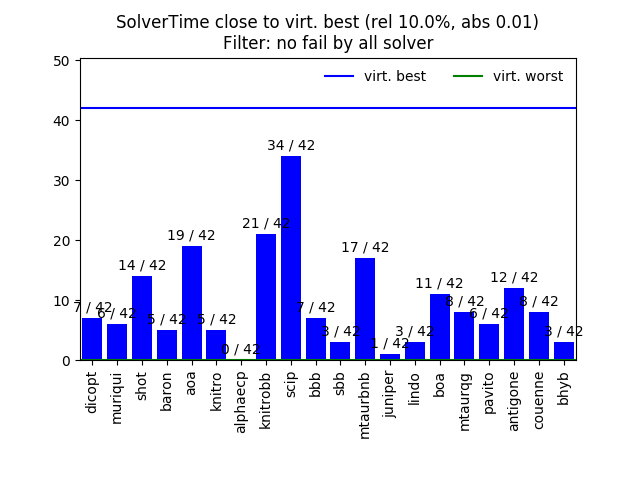 SolverTime close to virt. best (rel 10.0%, abs 0.01)
Filter: no fail by all solver
virt. best
virt. worst
50
40
30
20
10
0
7 / 42
6 / 42
14 / 42
5 / 42
19 / 42
5 / 42
0 / 42
21 / 42
34 / 42
7 / 42
3 / 42
17 / 42
1 / 42
3 / 42
11 / 42
8 / 42
6 / 42
12 / 42
8 / 42
3 / 42
dicopt
muriqui
shot
baron
aoa
knitro
alphaecp
knitrobb
scip
bbb
sbb
mtaurbnb
juniper
lindo
boa
mtaurqg
pavito
antigone
couenne
bhyb